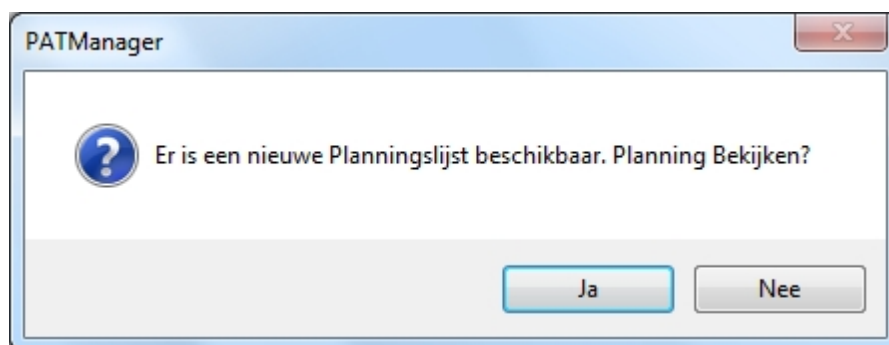 PATManager
Er is een nieuwe Planningslijst beschikbaar. Planning Bekijken?
Ja
Nee